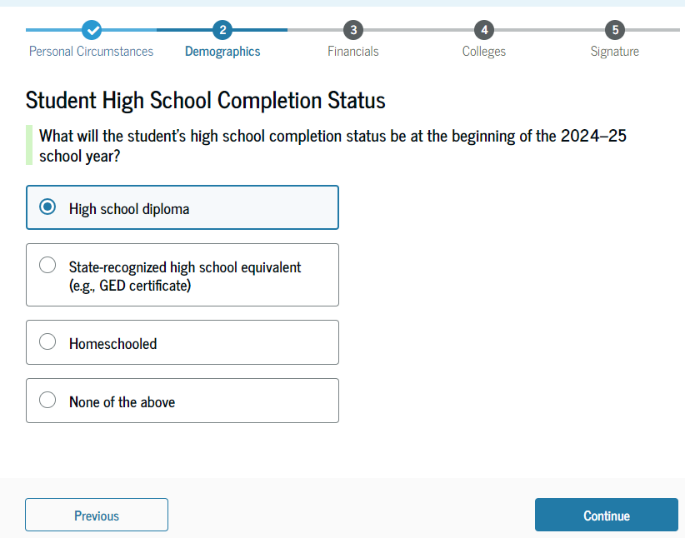 2 3 4 5
Personal Circumstances Demographics Financials Colleges Signature
Student High School Completion Status
What will the student's high school completion status be at the beginning of the 2024–25
school year?
High school diploma
State-recognized high school equivalent
(e.g., GED certificate)
Homeschooled
None of the above
Previous Continue